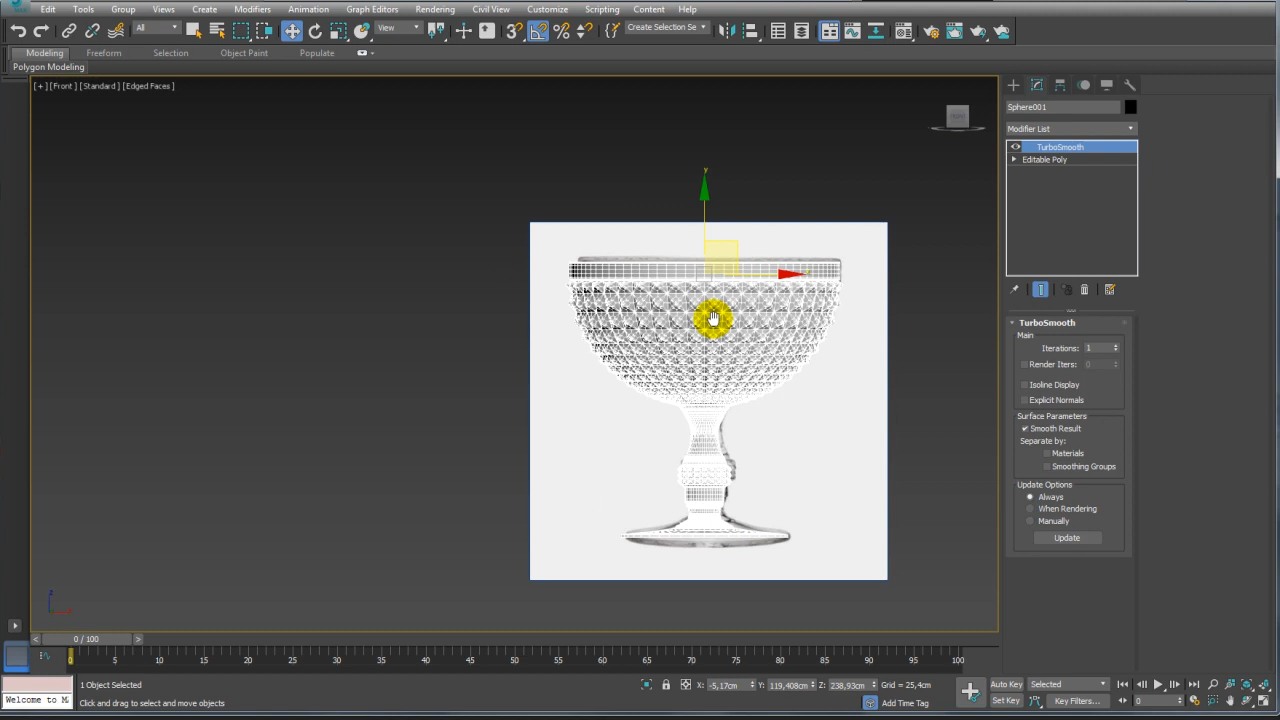 Edit Tools Group Views Create Modifiers Animation Graph Editors Rendering Civil View Customize Scripting Content Help
All View Create Selection Se
Modeling Freeform Selection Object Paint Populate
Polygon Modeling
[+] [Front] [Standard] [Edged Faces]
Sphere001
Modifier List
TurboSmooth
Editable Poly
y
TurboSmooth
Main
Iterations: 1
Render Iters: 0
Isoline Display
Explicit Normals
Surface Parameters
Smooth Result
Separate by:
Materials
Smoothing Groups
Update Options
Always
When Rendering
Manually
Update
z
< 0 / 100 >
0 5 10 15 20 25 30 35 40 45 50 55 60 65 70 75 80 85 90 95 100
1 Object Selected X: -5,17cm Y: 119,408cm Z: 238,93cm Grid = 25,4cm Auto Key Selected
Welcome to M Click and drag to select and move objects Add Time Tag Set Key Key Filters... 0